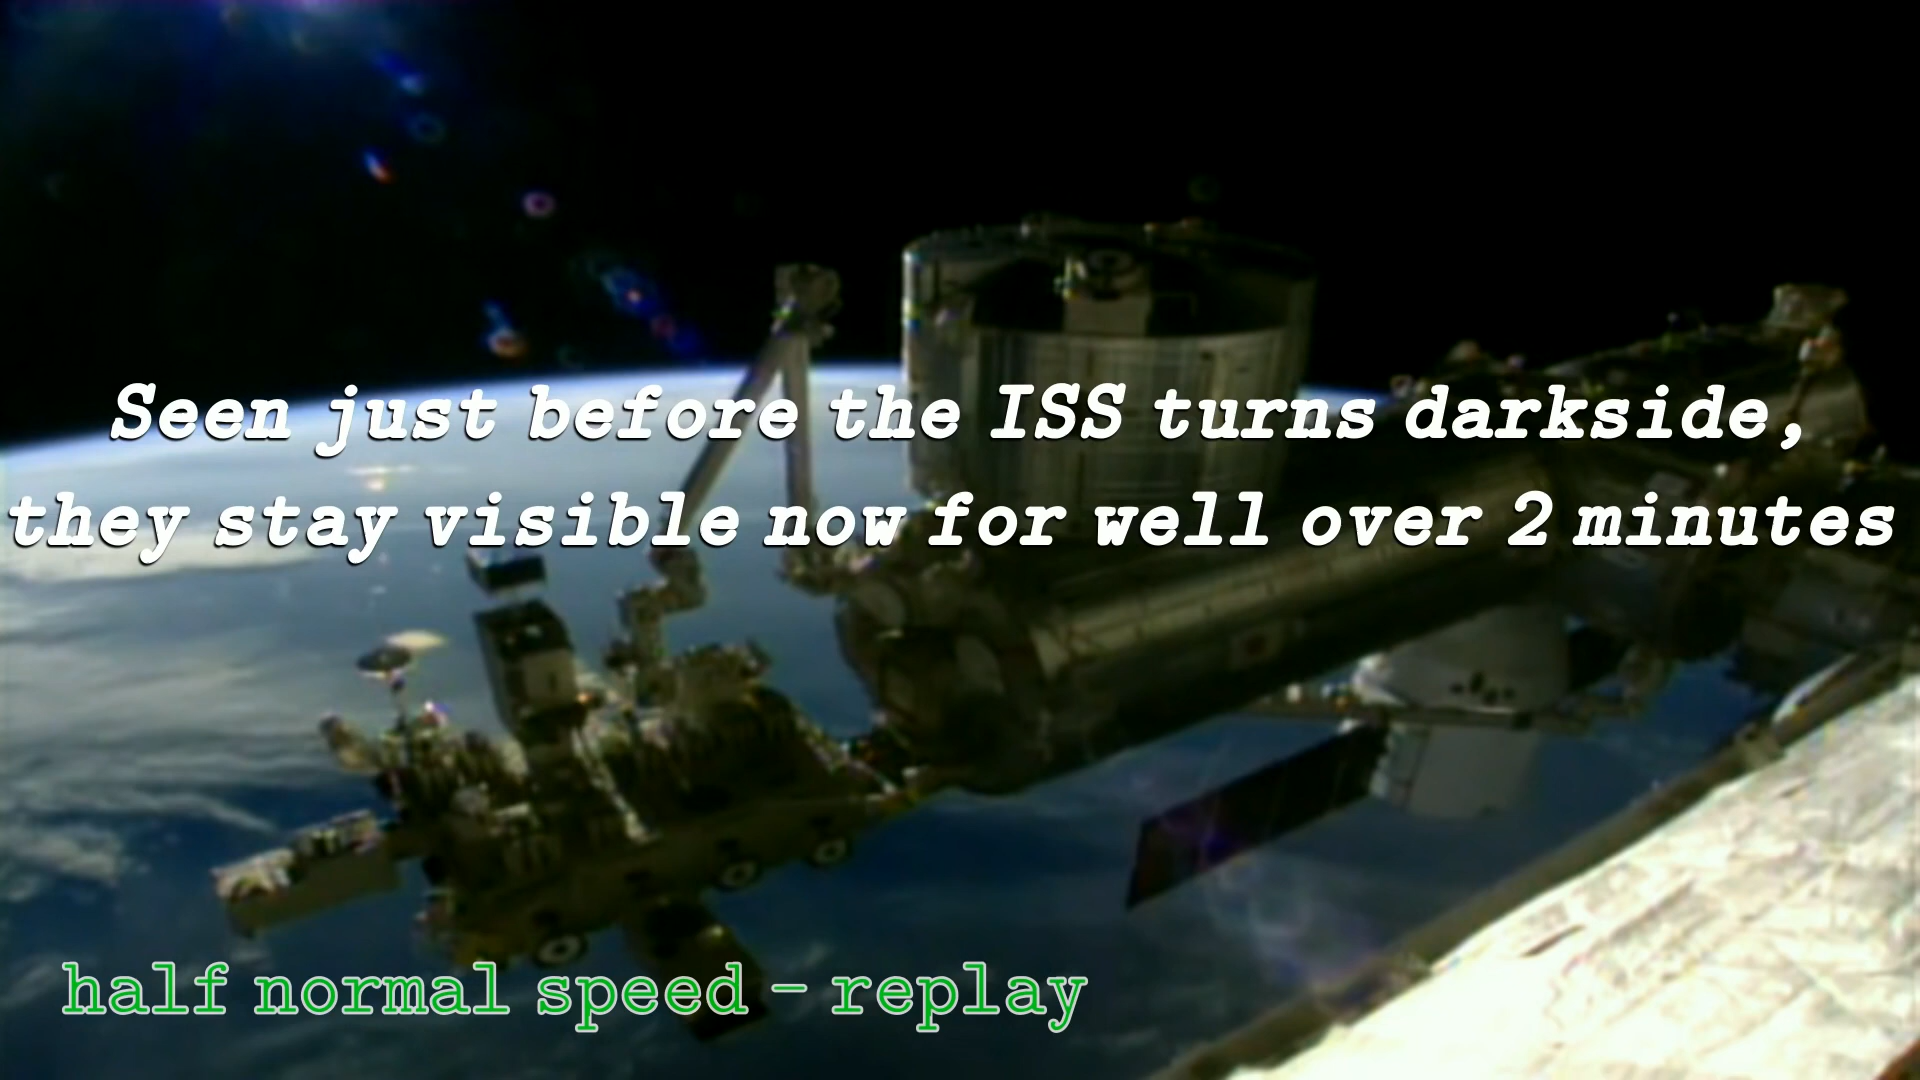 Seen just before the ISS turns darkside,
they stay visible now for well over 2 minutes
half normal speed - replay